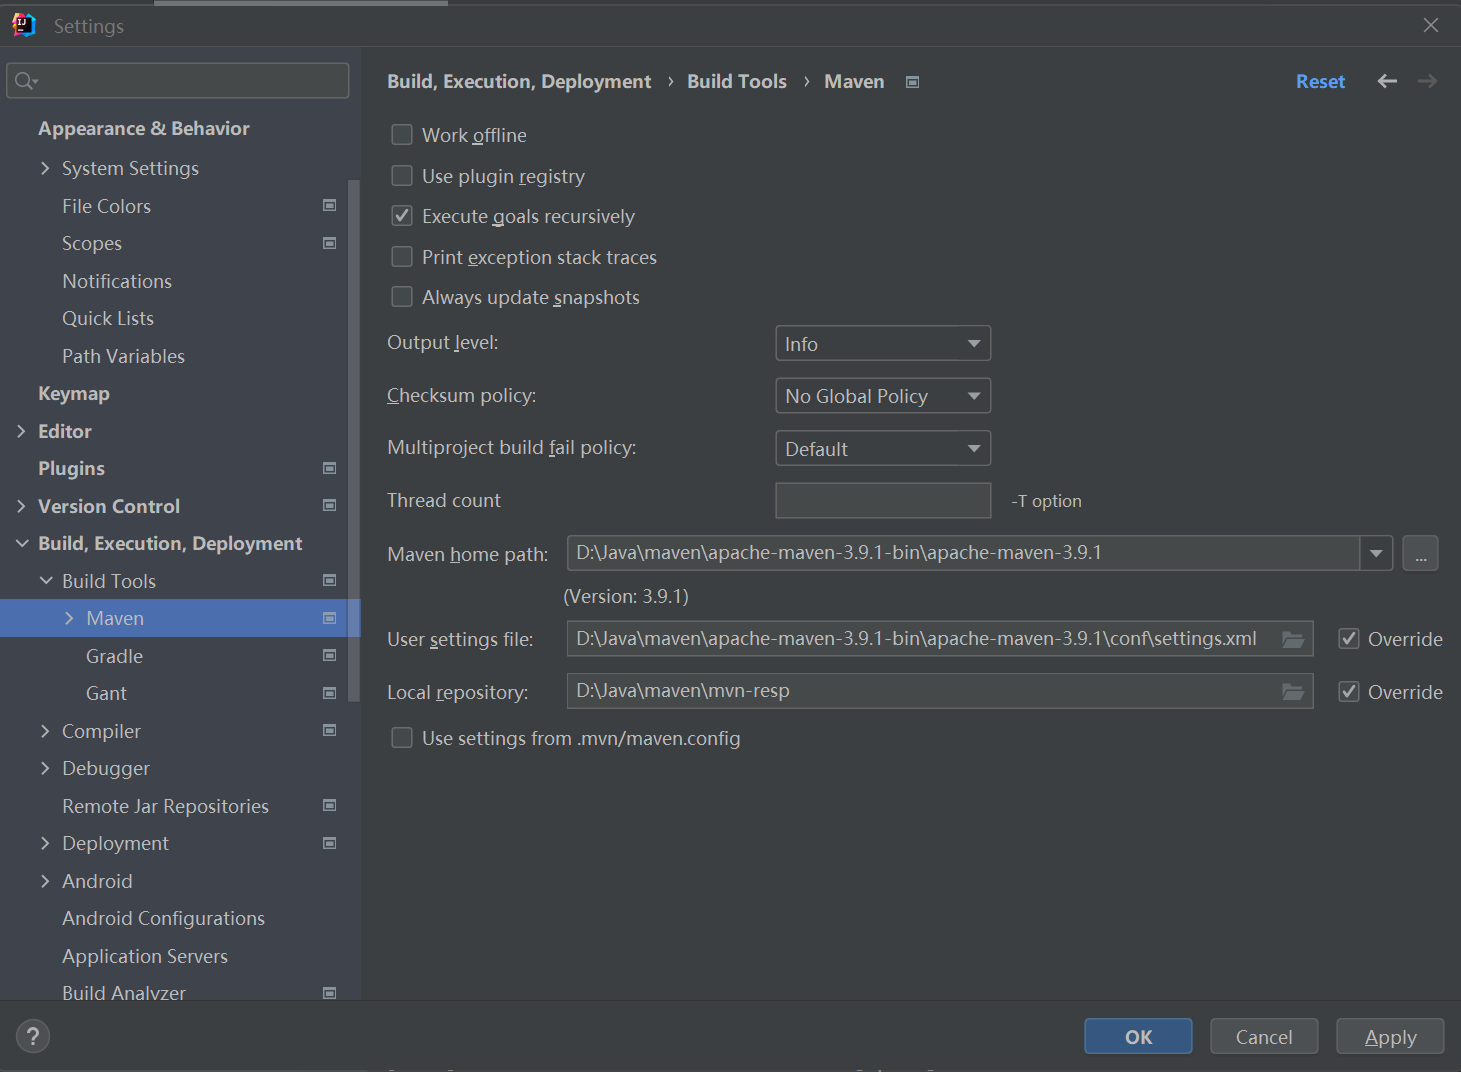 Settings
Appearance & Behavior
System Settings
File Colors
Scopes
Notifications
Quick Lists
Path Variables
Keymap
Editor
Plugins
Version Control
Build, Execution, Deployment
Build Tools
Maven
Gradle
Gant
Compiler
Debugger
Remote Jar Repositories
Deployment
Android
Android Configurations
Application Servers
Build Analyzer
Build, Execution, Deployment › Build Tools › Maven
Reset
Work offline
Use plugin registry
Execute goals recursively
Print exception stack traces
Always update snapshots
Output level: Info
Checksum policy: No Global Policy
Multiproject build fail policy: Default
Thread count -T option
Maven home path: D:\Java\maven\apache-maven-3.9.1-bin\apache-maven-3.9.1 ...
(Version: 3.9.1)
User settings file: D:\Java\maven\apache-maven-3.9.1-bin\apache-maven-3.9.1\conf\settings.xml Override
Local repository: D:\Java\maven\mvn-resp Override
Use settings from .mvn/maven.config
? OK Cancel Apply